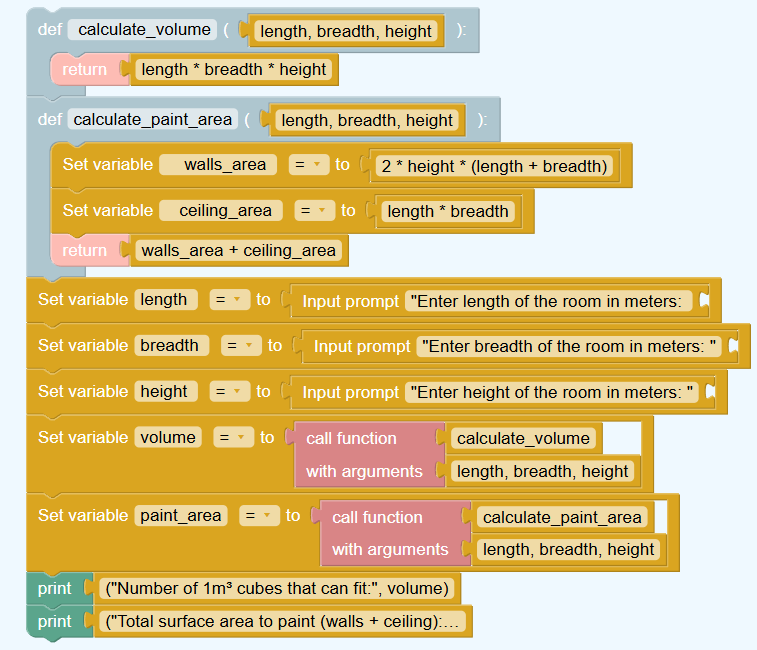 def calculate_volume ( length, breadth, height ):
return length * breadth * height
def calculate_paint_area ( length, breadth, height ):
Set variable walls_area = to 2 * height * (length + breadth)
Set variable ceiling_area = to length * breadth
return walls_area + ceiling_area
Set variable length = to Input prompt "Enter length of the room in meters:
Set variable breadth = to Input prompt "Enter breadth of the room in meters: "
Set variable height = to Input prompt "Enter height of the room in meters: "
Set variable volume = to call function calculate_volume
with arguments length, breadth, height
Set variable paint_area = to call function calculate_paint_area
with arguments length, breadth, height
print ("Number of 1m³ cubes that can fit:", volume)
print ("Total surface area to paint (walls + ceiling):…